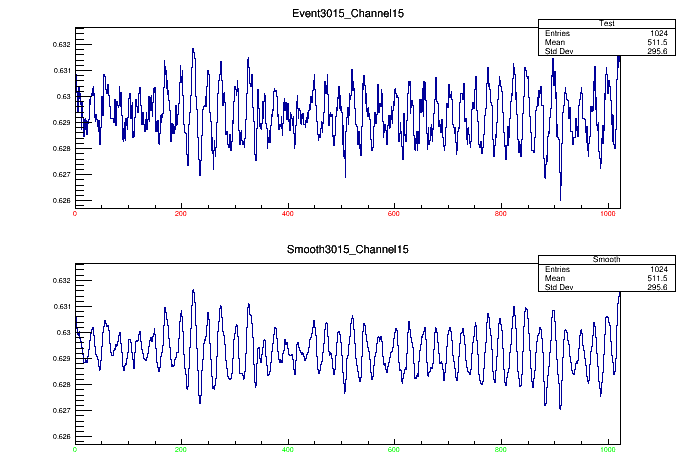 Event3015_Channel15
Test
Entries 1024
Mean 511.5
Std Dev 295.6
0.632
0.631
0.63
0.629
0.628
0.627
0.626
0 200 400 600 800 1000
Smooth3015_Channel15
Smooth
Entries 1024
Mean 511.5
Std Dev 295.6
0.632
0.631
0.63
0.629
0.628
0.627
0.626
0 200 400 600 800 1000